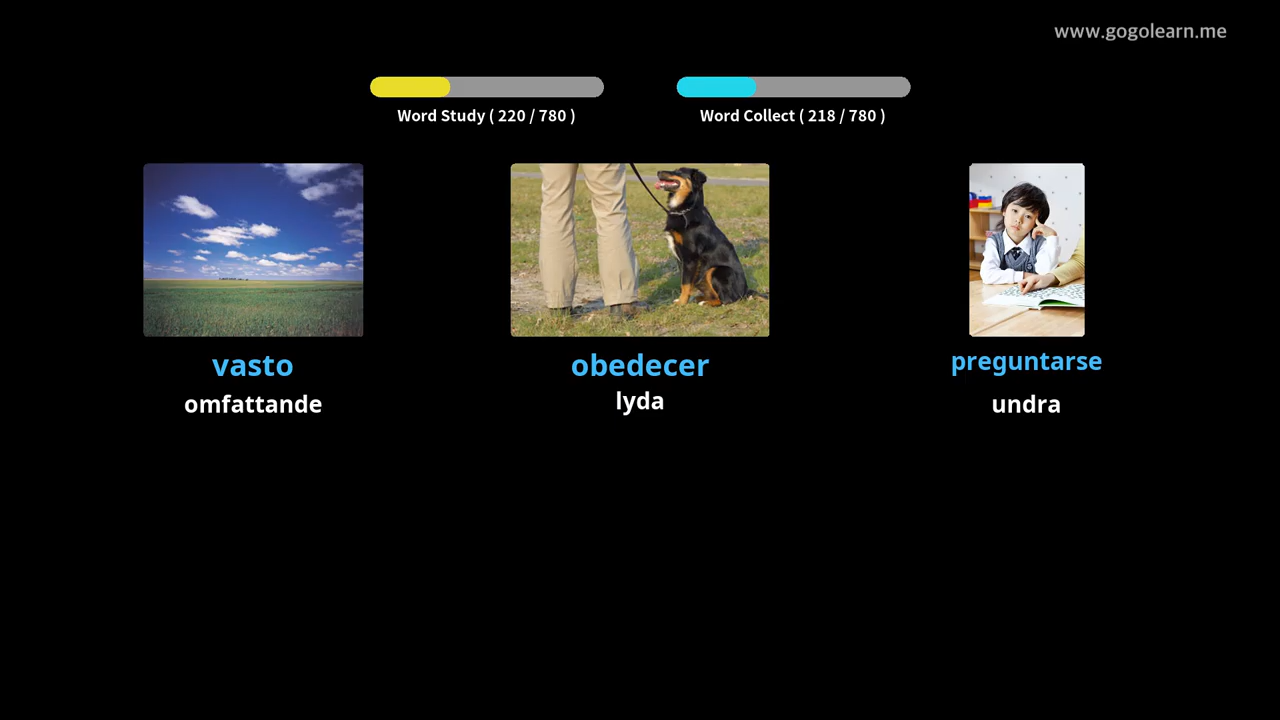 www.gogolearn.me
Word Study ( 220 / 780 )
Word Collect ( 218 / 780 )
vasto
omfattande
obedecer
lyda
preguntarse
undra